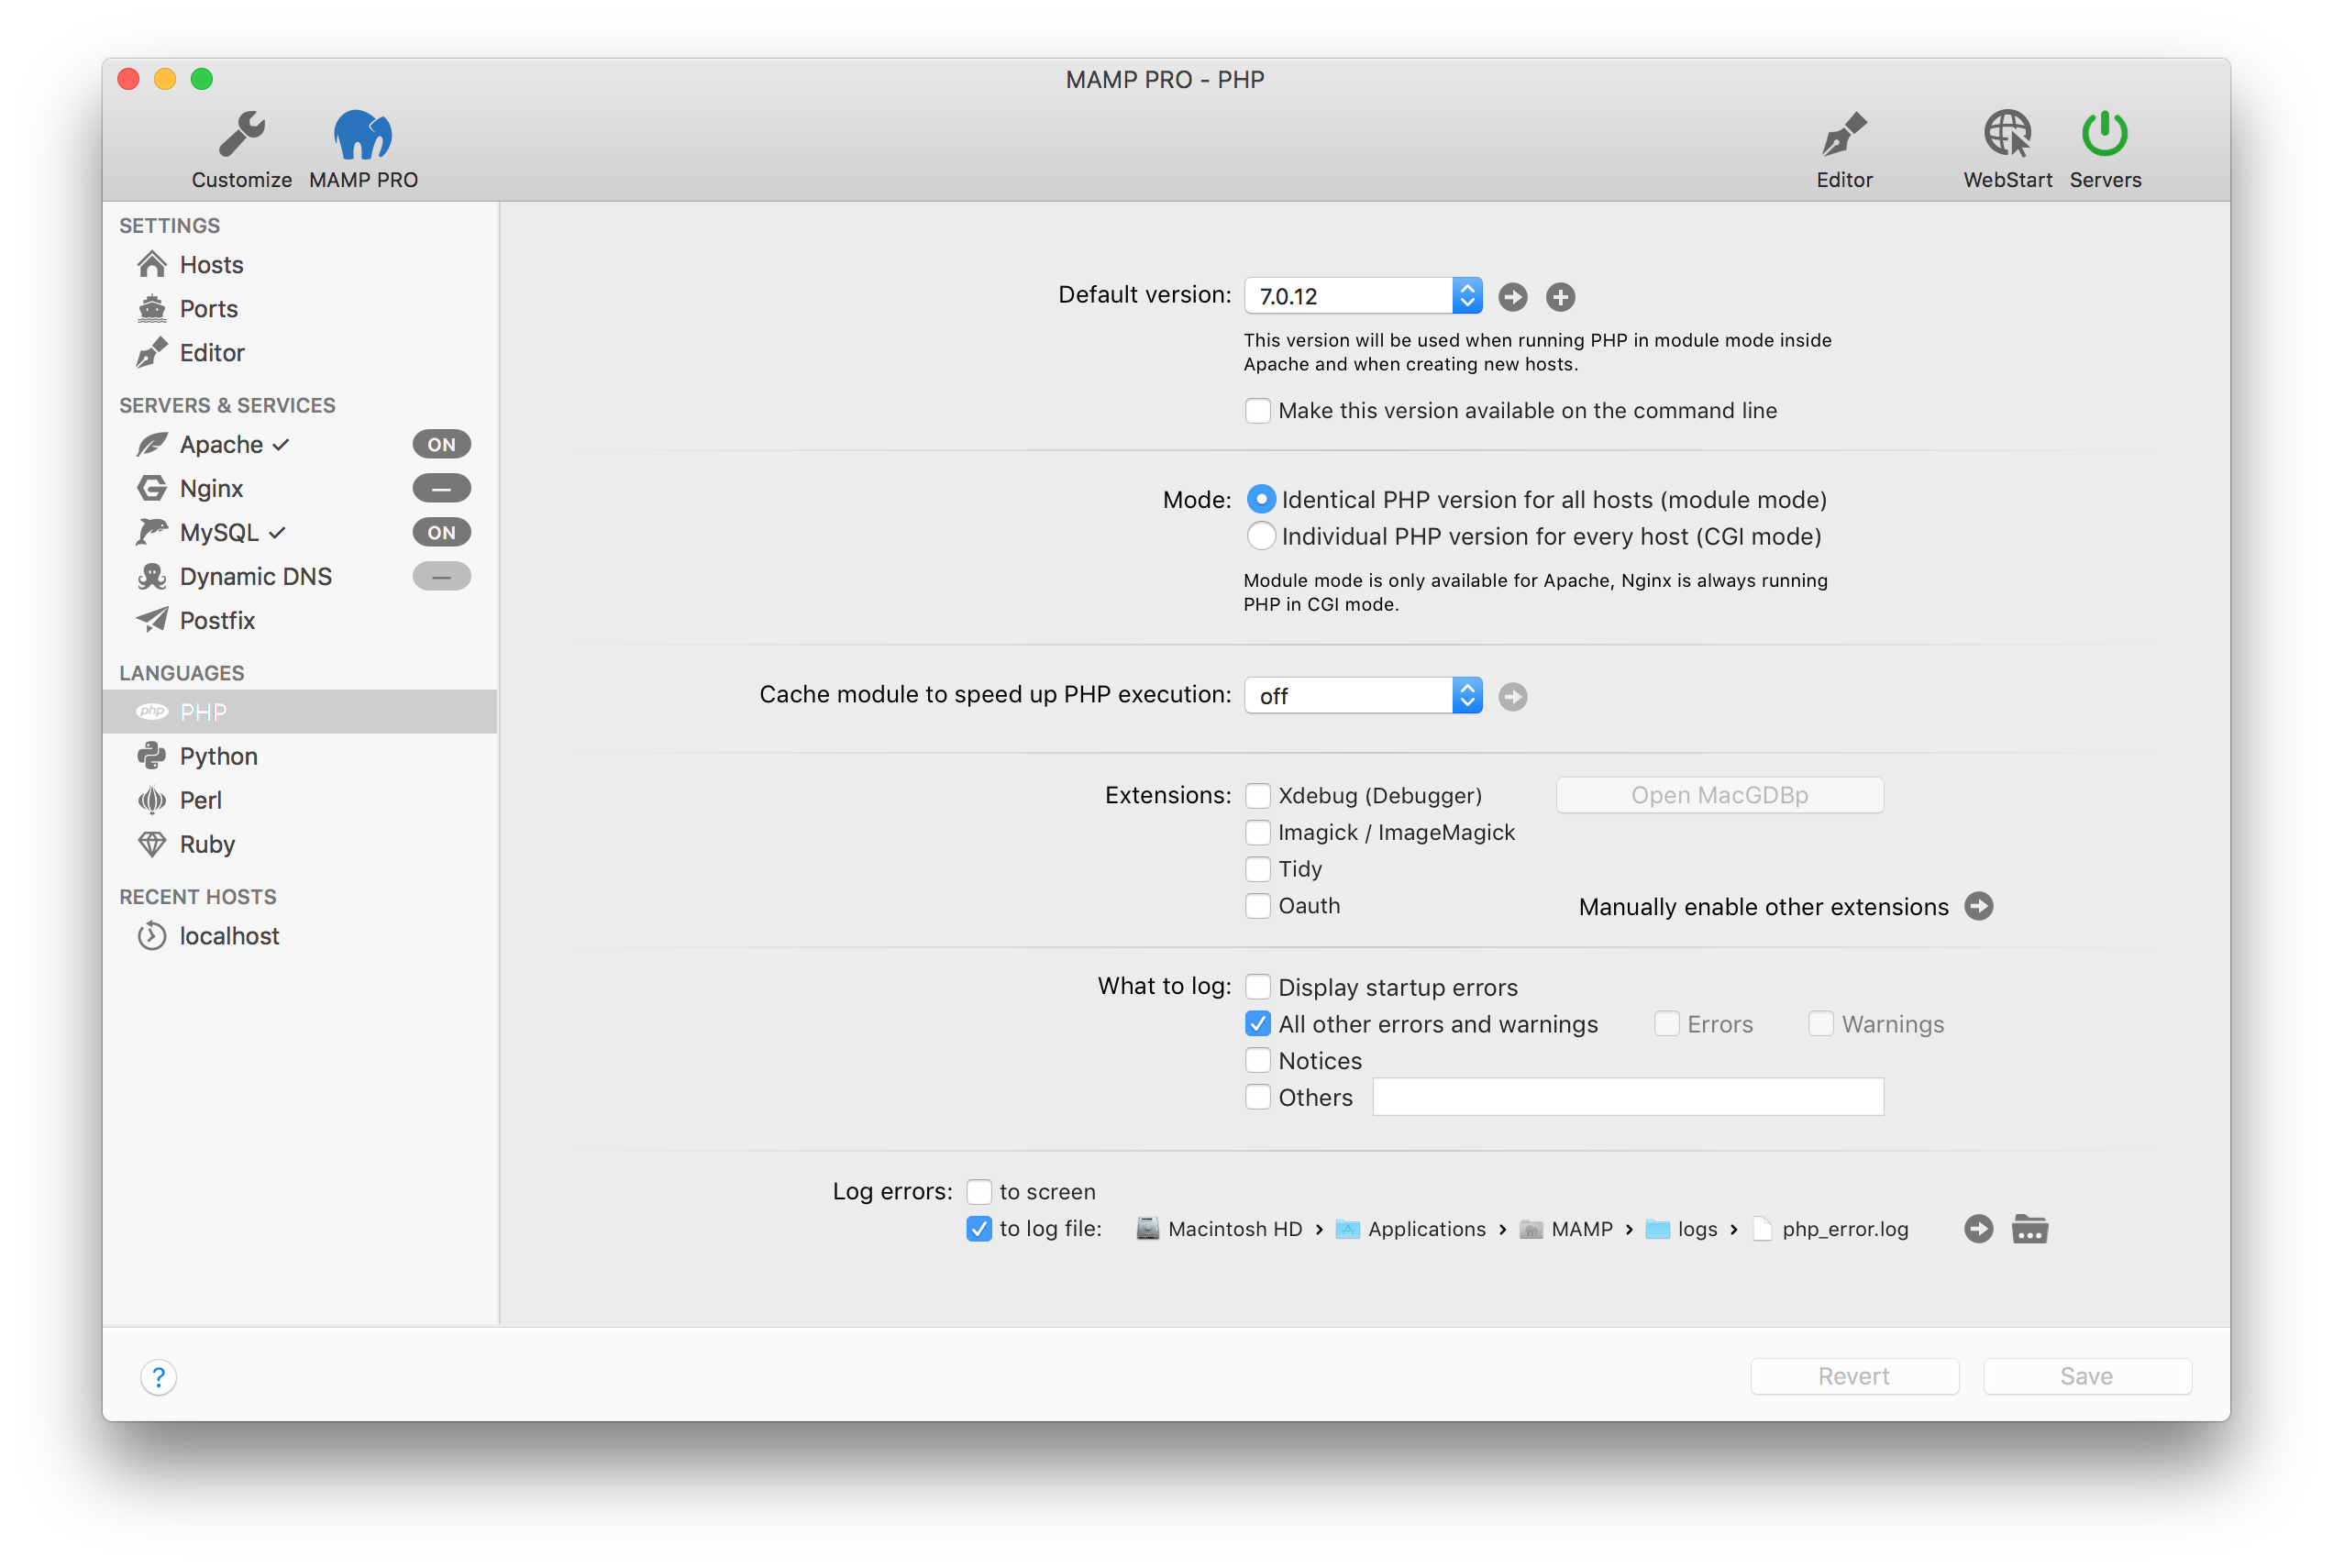 MAMP PRO - PHP
Customize
MAMP PRO
Editor
WebStart
Servers
SETTINGS
Hosts
Ports
Editor
SERVERS & SERVICES
Apache ✓ ON
Nginx —
MySQL ✓ ON
Dynamic DNS —
Postfix
LANGUAGES
php PHP
Python
Perl
Ruby
RECENT HOSTS
localhost
Default version: 7.0.12
This version will be used when running PHP in module mode inside
Apache and when creating new hosts.
Make this version available on the command line
Mode: Identical PHP version for all hosts (module mode)
Individual PHP version for every host (CGI mode)
Module mode is only available for Apache, Nginx is always running
PHP in CGI mode.
Cache module to speed up PHP execution: off
Extensions: Xdebug (Debugger) Open MacGDBp
Imagick / ImageMagick
Tidy
Oauth Manually enable other extensions
What to log: Display startup errors
All other errors and warnings Errors Warnings
Notices
Others
Log errors: to screen
to log file: Macintosh HD › Applications › MAMP › logs › php_error.log
? Revert Save